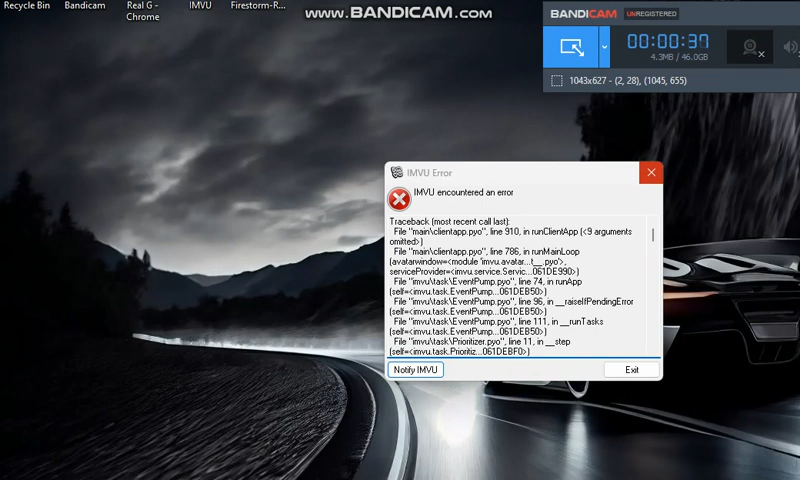 Recycle Bin
Bandicam
Real G -
Chrome
IMVU
Firestorm-R...
www.BANDICAM.com
BANDICAM UNREGISTERED
00:00:37
4.3MB / 46.0GB
1043x627 - (2, 28), (1045, 655)
IMVU Error
IMVU encountered an error
Traceback (most recent call last):
File "main\clientapp.pyo", line 910, in runClientApp (<9 arguments
omitted>)
File "main\clientapp.pyo", line 786, in runMainLoop
(avatarwindow=<module 'imvu.avatar...t__.pyo'>,
serviceProvider=<imvu.service.Servic...061DE990>)
File "imvu\task\EventPump.pyo", line 74, in runApp
(self=<imvu.task.EventPump...061DEB50>)
File "imvu\task\EventPump.pyo", line 96, in __raiseIfPendingError
(self=<imvu.task.EventPump...061DEB50>)
File "imvu\task\EventPump.pyo", line 111, in __runTasks
(self=<imvu.task.EventPump...061DEB50>)
File "imvu\task\Prioritizer.pyo", line 11, in __step
(self=<imvu.task.Prioritiz...061DEBF0>)
Notify IMVU
Exit